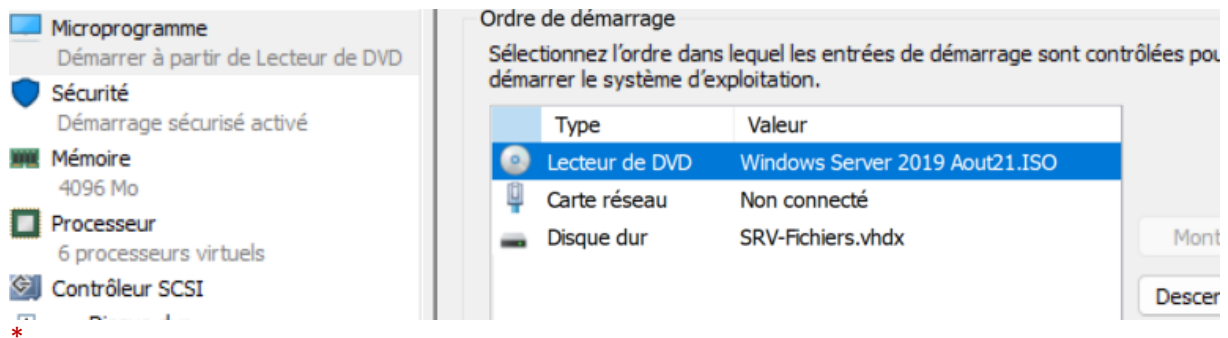 Microprogramme
Démarrer à partir de Lecteur de DVD
Sécurité
Démarrage sécurisé activé
Mémoire
4096 Mo
Processeur
6 processeurs virtuels
Contrôleur SCSI
*
Ordre de démarrage
Sélectionnez l'ordre dans lequel les entrées de démarrage sont contrôlées pou
démarrer le système d'exploitation.
Type Valeur
Lecteur de DVD Windows Server 2019 Aout21.ISO
Carte réseau Non connecté
Disque dur SRV-Fichiers.vhdx
Mont
Descer